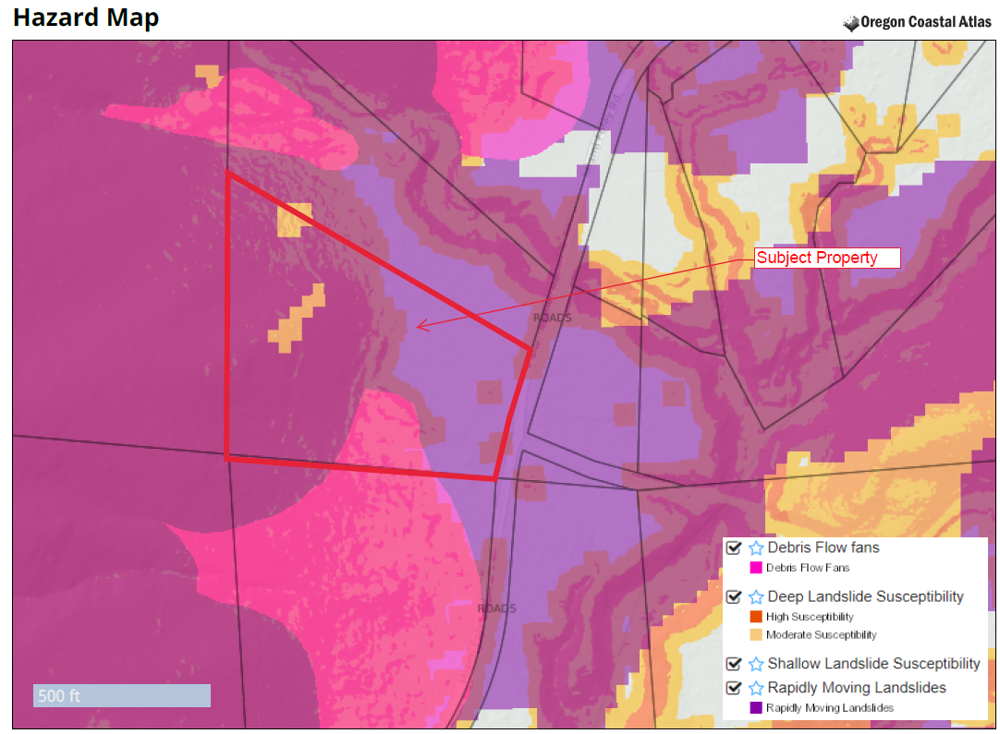 Hazard Map
Oregon Coastal Atlas
Subject Property
ROADS
ROADS
Debris Flow fans
Debris Flow Fans
Deep Landslide Susceptibility
High Susceptibility
Moderate Susceptibility
Shallow Landslide Susceptibility
Rapidly Moving Landslides
Rapidly Moving Landslides
500 ft